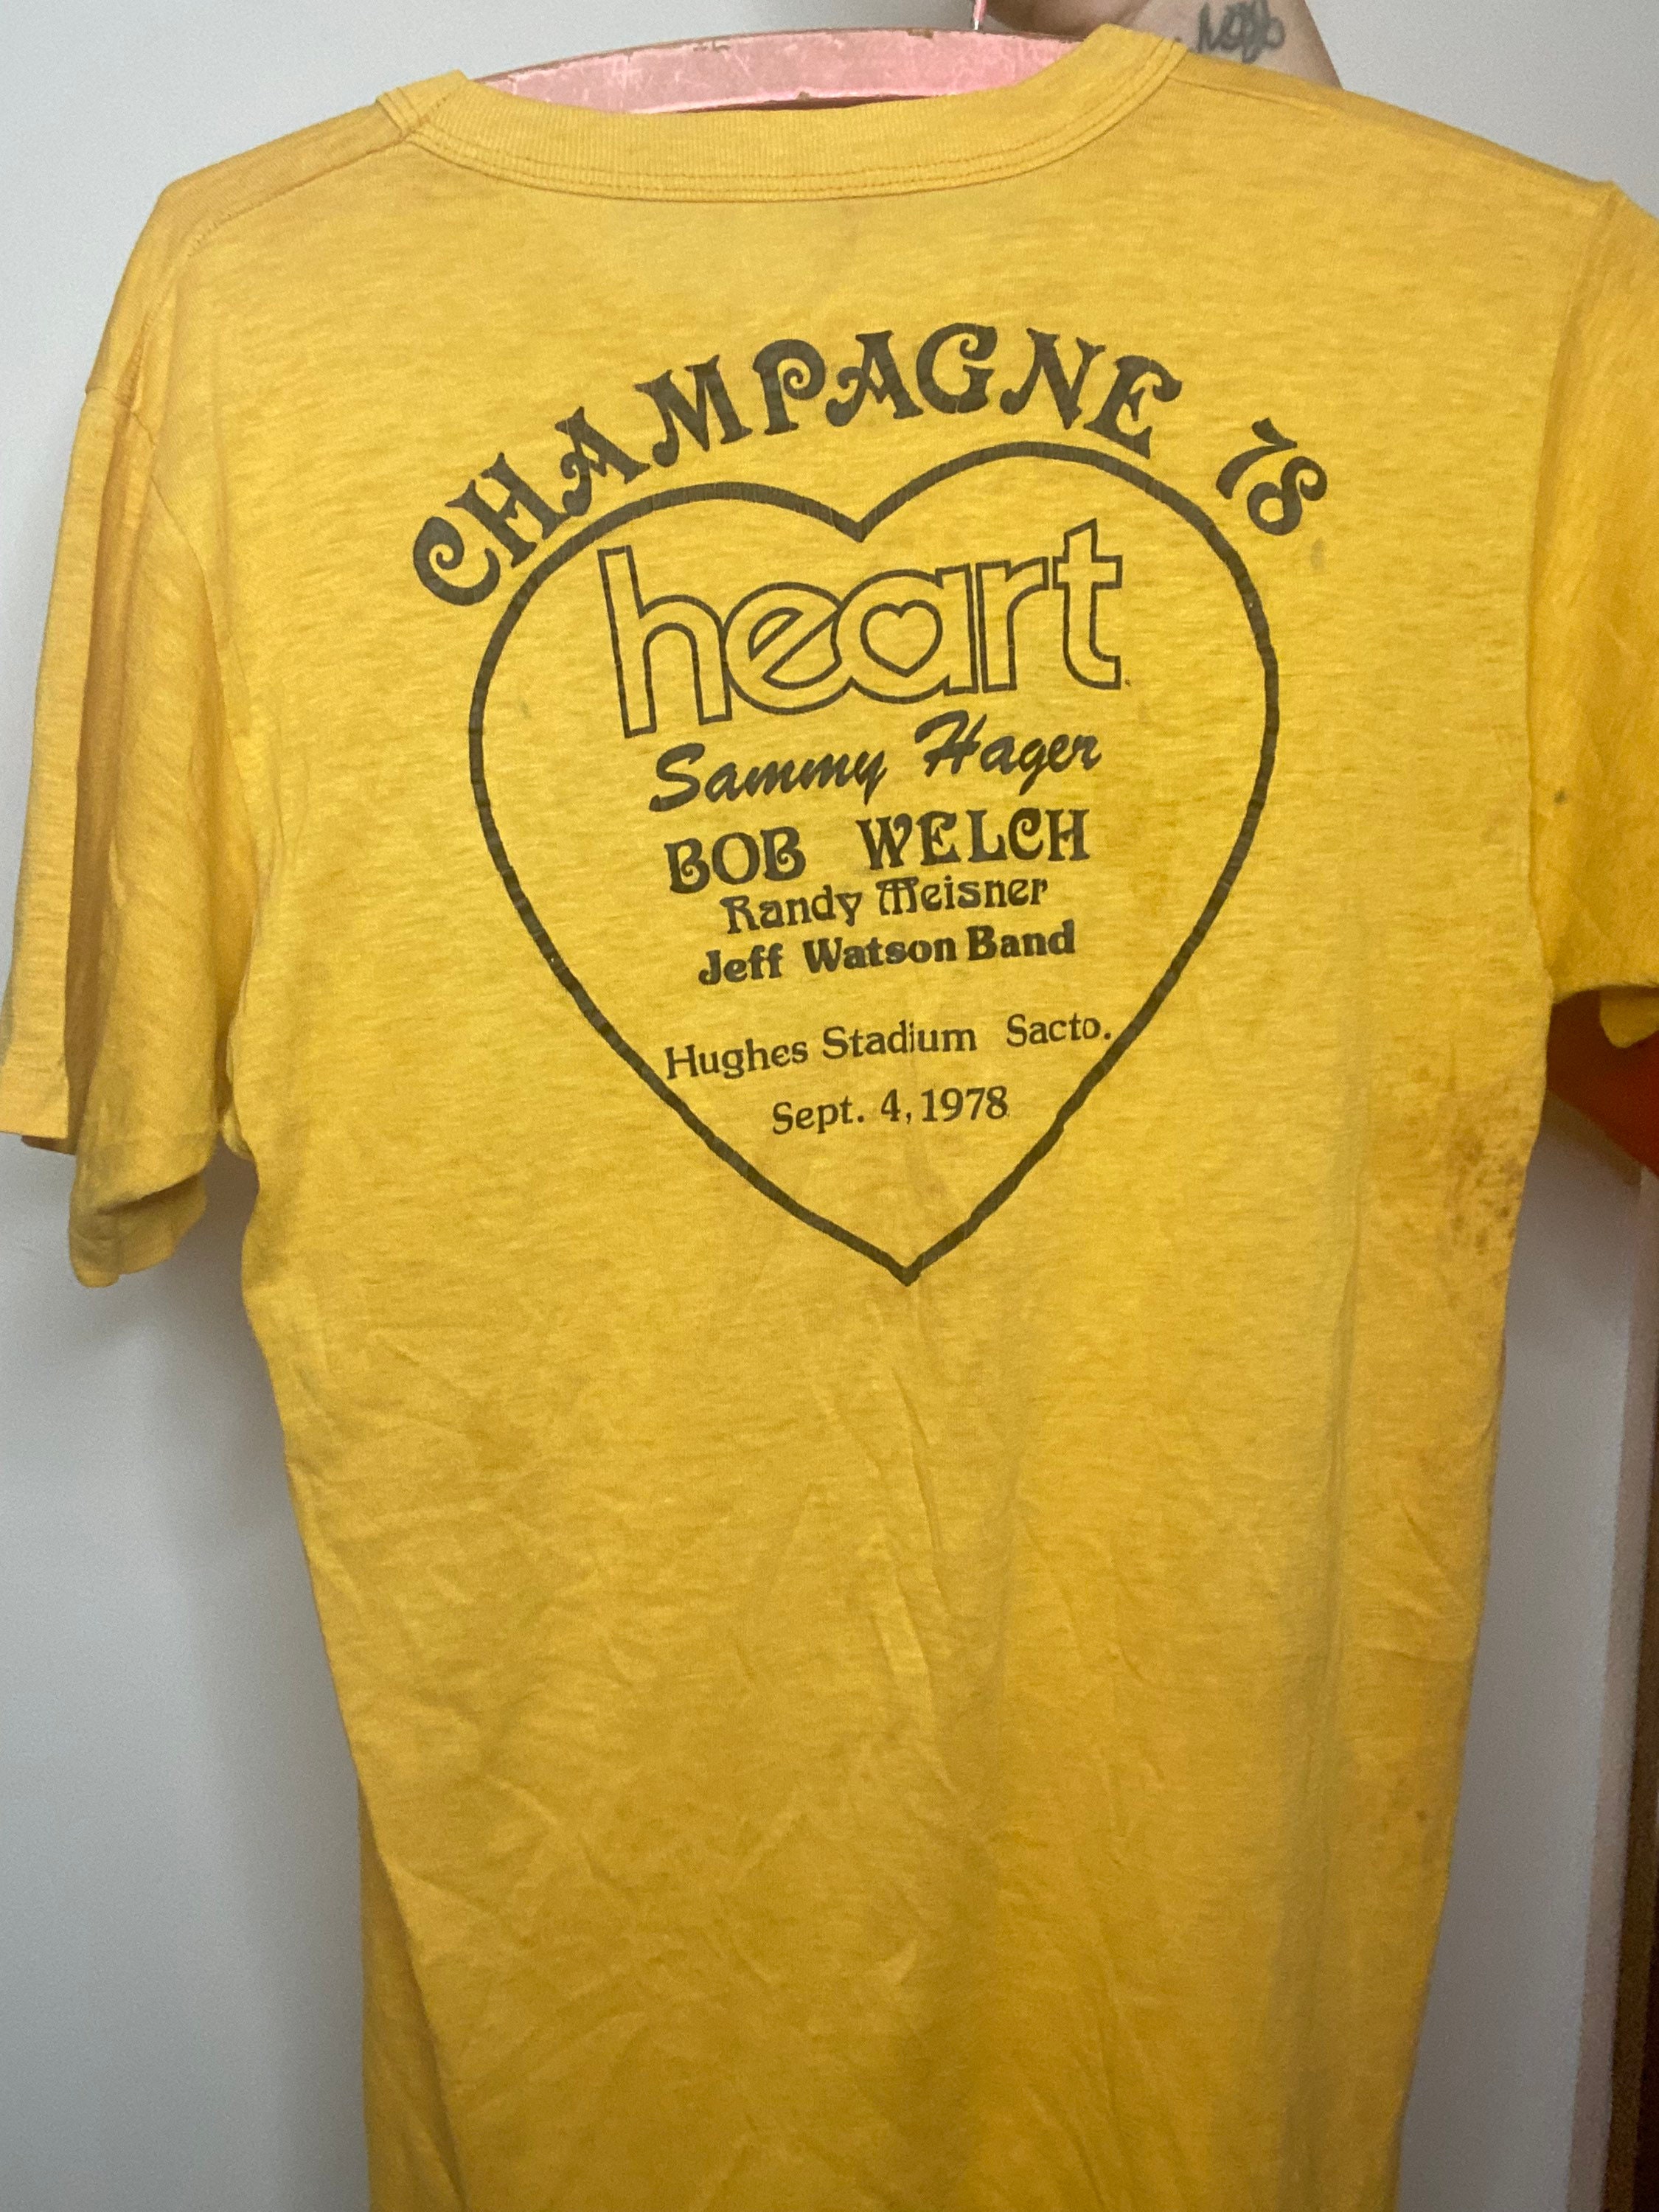 CHAMPAGNE 78
heart
Sammy Hager
BOB WELCH
Randy Meisner
Jeff Watson Band
Hughes Stadium Sacto.
Sept. 4, 1978